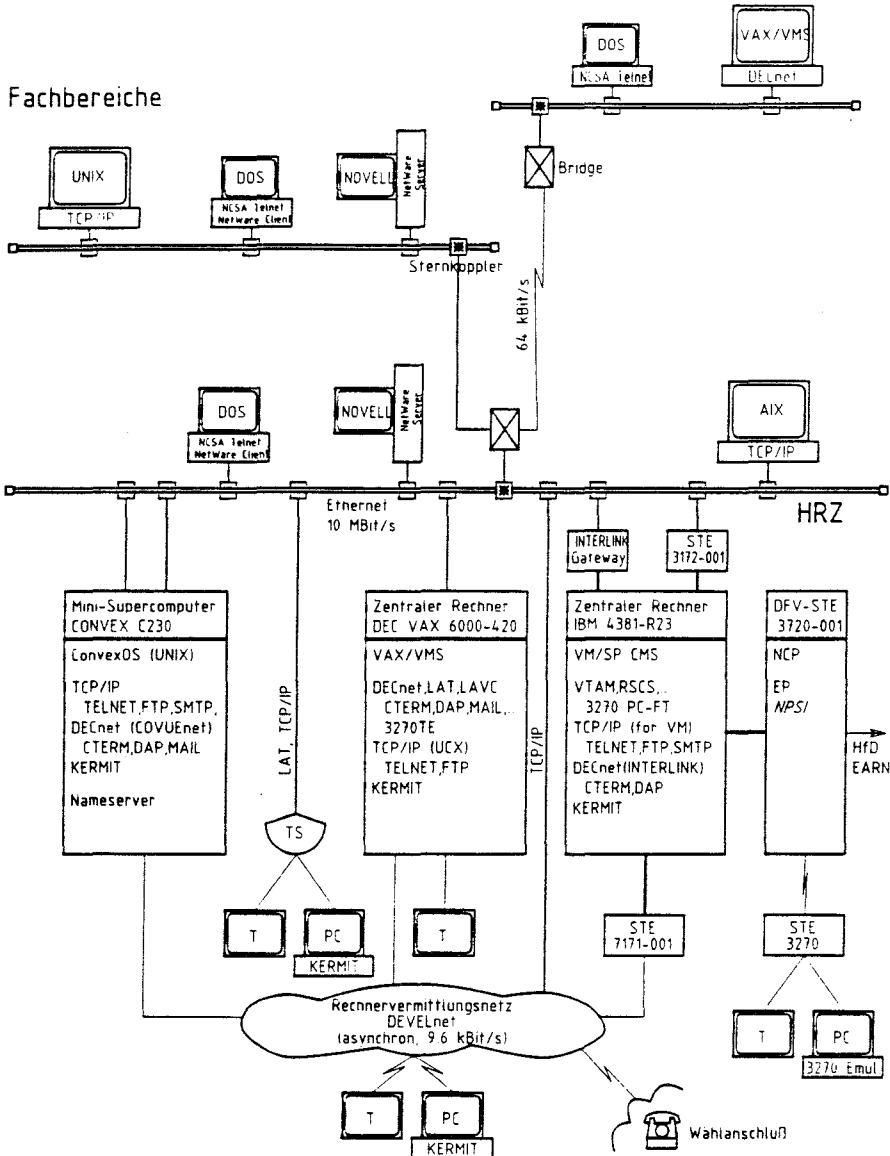 Fachbereiche
DOS
NCSA Telnet
VAX/VMS
DECnet
Bridge
UNIX
TCP/IP
DOS
NCSA Telnet
NetWare Client
NOVELL
NetWare
Server
Sternkoppler
64 kBit/s
DOS
NCSA Telnet
NetWare Client
NOVELL
NetWare
Server
AIX
TCP/IP
Ethernet
10 MBit/s
HRZ
INTERLINK
Gateway
STE
3172-001
Mini-Supercomputer
CONVEX C230
ConvexOS (UNIX)
TCP/IP
TELNET,FTP,SMTP,
DECnet (COVUEnet)
CTERM,DAP,MAIL
KERMIT
Nameserver
LAT, TCP/IP
TS
T
PC
KERMIT
Zentraler Rechner
DEC VAX 6000-420
VAX/VMS
DECnet,LAT,LAVC
CTERM,DAP,MAIL,..
3270TE
TCP/IP (UCX)
TELNET,FTP
KERMIT
T
TCP/IP
Zentraler Rechner
IBM 4381-R23
VM/SP CMS
VTAM,RSCS,..
3270 PC-FT
TCP/IP (for VM)
TELNET,FTP,SMTP
DECnet(INTERLINK)
CTERM,DAP
KERMIT
STE
7171-001
DFV-STE
3720-001
NCP
EP
NPSI
HfD
EARN
STE
3270
T
PC
3270 Emul
Rechnervermittlungsnetz
DEVELnet
(asynchron, 9.6 kBit/s)
T
PC
KERMIT
Wählanschluß